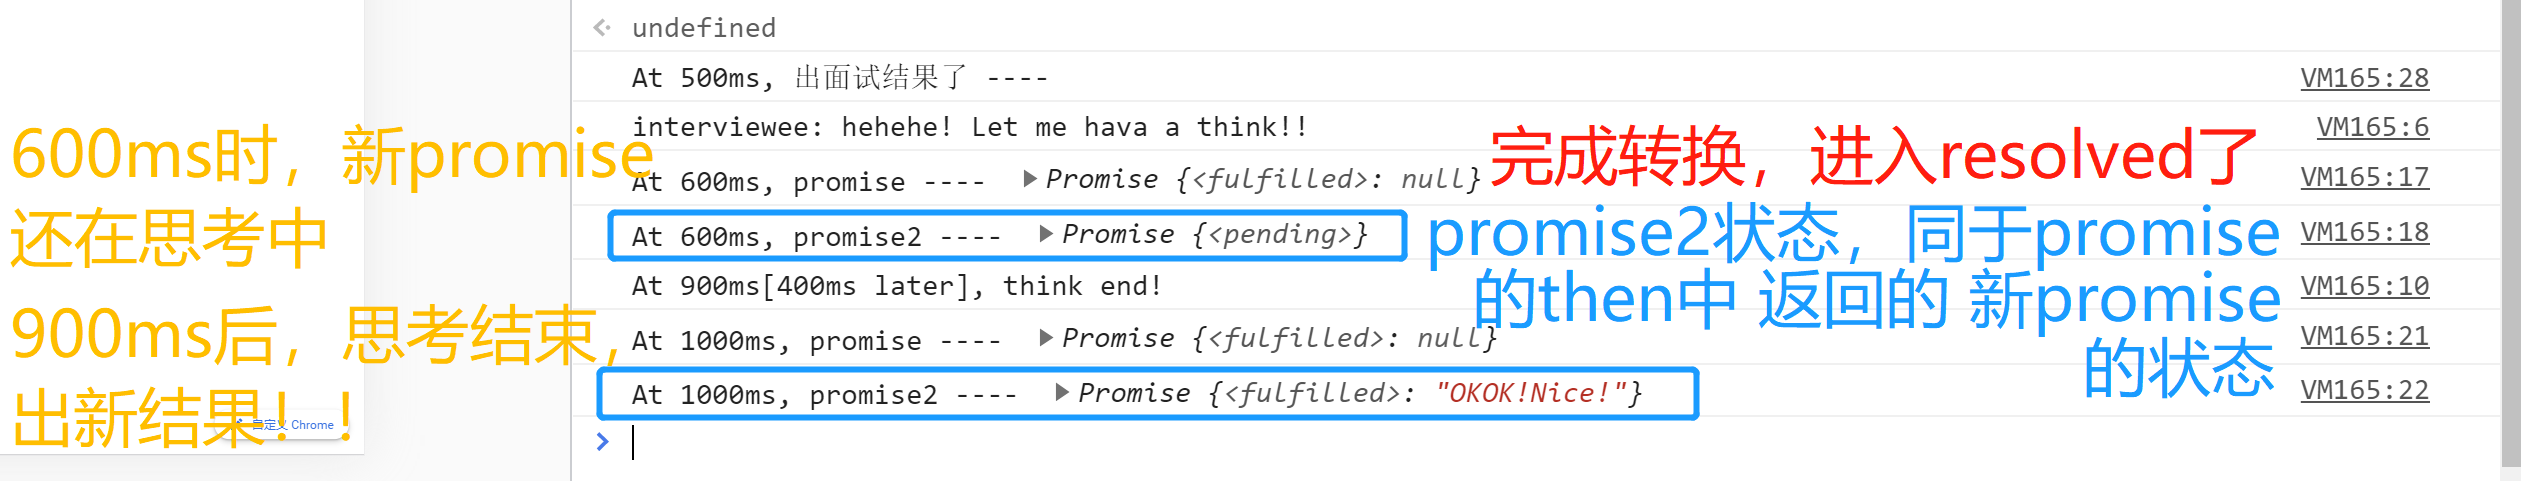 undefined
At 500ms, 出面试结果了 ---- VM165:28
interviewee: hehehe! Let me hava a think!! VM165:6
At 600ms, promise ---- Promise {<fulfilled>: null} VM165:17
At 600ms, promise2 ---- Promise {<pending>} VM165:18
At 900ms[400ms later], think end! VM165:10
At 1000ms, promise ---- Promise {<fulfilled>: null} VM165:21
At 1000ms, promise2 ---- Promise {<fulfilled>: "OKOK!Nice!"} VM165:22
600ms时，新promise
还在思考中
900ms后，思考结束，
出新结果！！
自定义 Chrome
完成转换，进入resolved了
promise2状态，同于promise
的then中 返回的 新promise
的状态